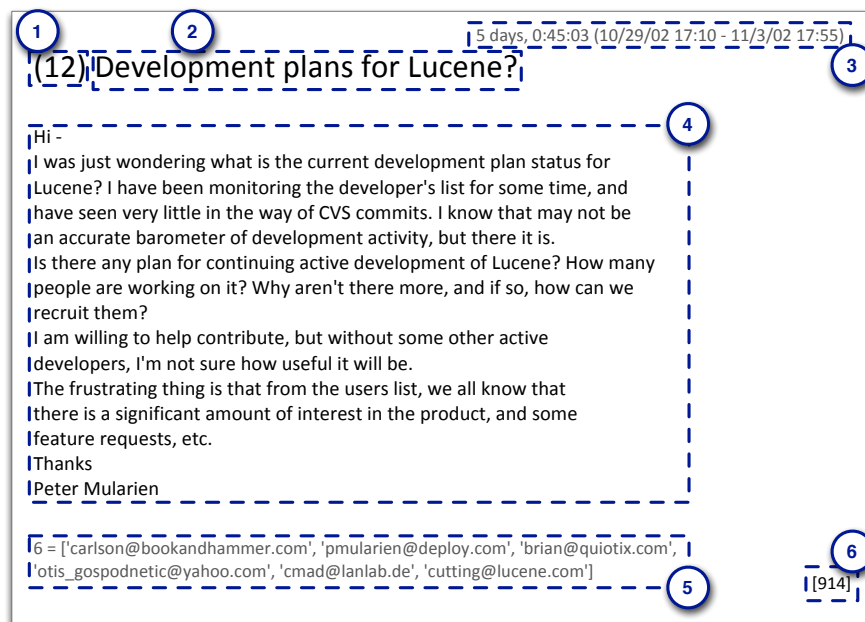 1
2
5 days, 0:45:03 (10/29/02 17:10 - 11/3/02 17:55)
3
(12) Development plans for Lucene?
4
Hi -
I was just wondering what is the current development plan status for
Lucene? I have been monitoring the developer's list for some time, and
have seen very little in the way of CVS commits. I know that may not be
an accurate barometer of development activity, but there it is.
Is there any plan for continuing active development of Lucene? How many
people are working on it? Why aren't there more, and if so, how can we
recruit them?
I am willing to help contribute, but without some other active
developers, I'm not sure how useful it will be.
The frustrating thing is that from the users list, we all know that
there is a significant amount of interest in the product, and some
feature requests, etc.
Thanks
Peter Mularien
6 = ['carlson@bookandhammer.com', 'pmularien@deploy.com', 'brian@quiotix.com',
'otis_gospodnetic@yahoo.com', 'cmad@lanlab.de', 'cutting@lucene.com']
5
6
[914]